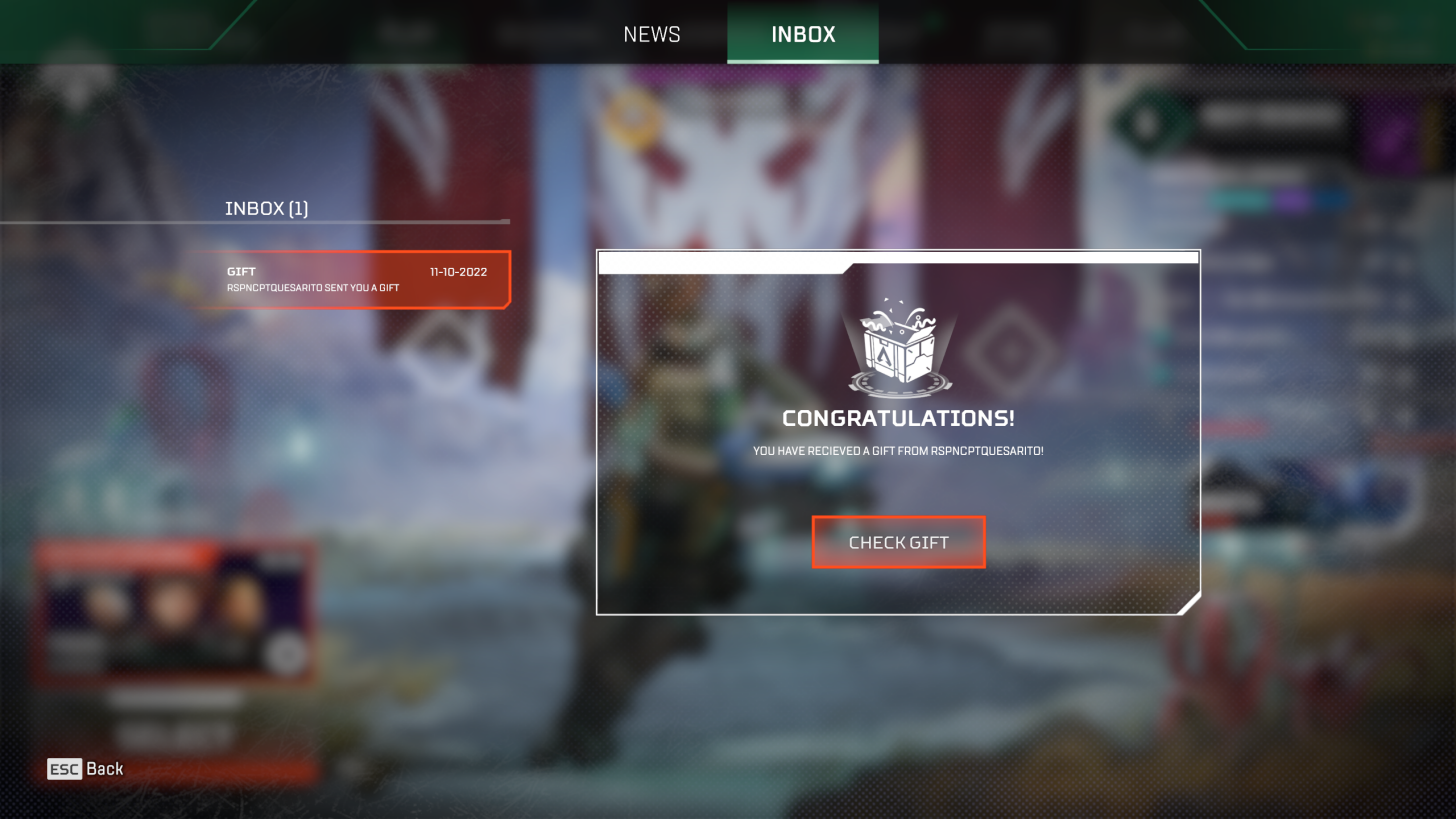 NEWS
INBOX
INBOX (1)
GIFT 11-10-2022
RSPNCPTQUESARITO SENT YOU A GIFT
CONGRATULATIONS!
YOU HAVE RECIEVED A GIFT FROM RSPNCPTQUESARITO!
CHECK GIFT
ESC Back